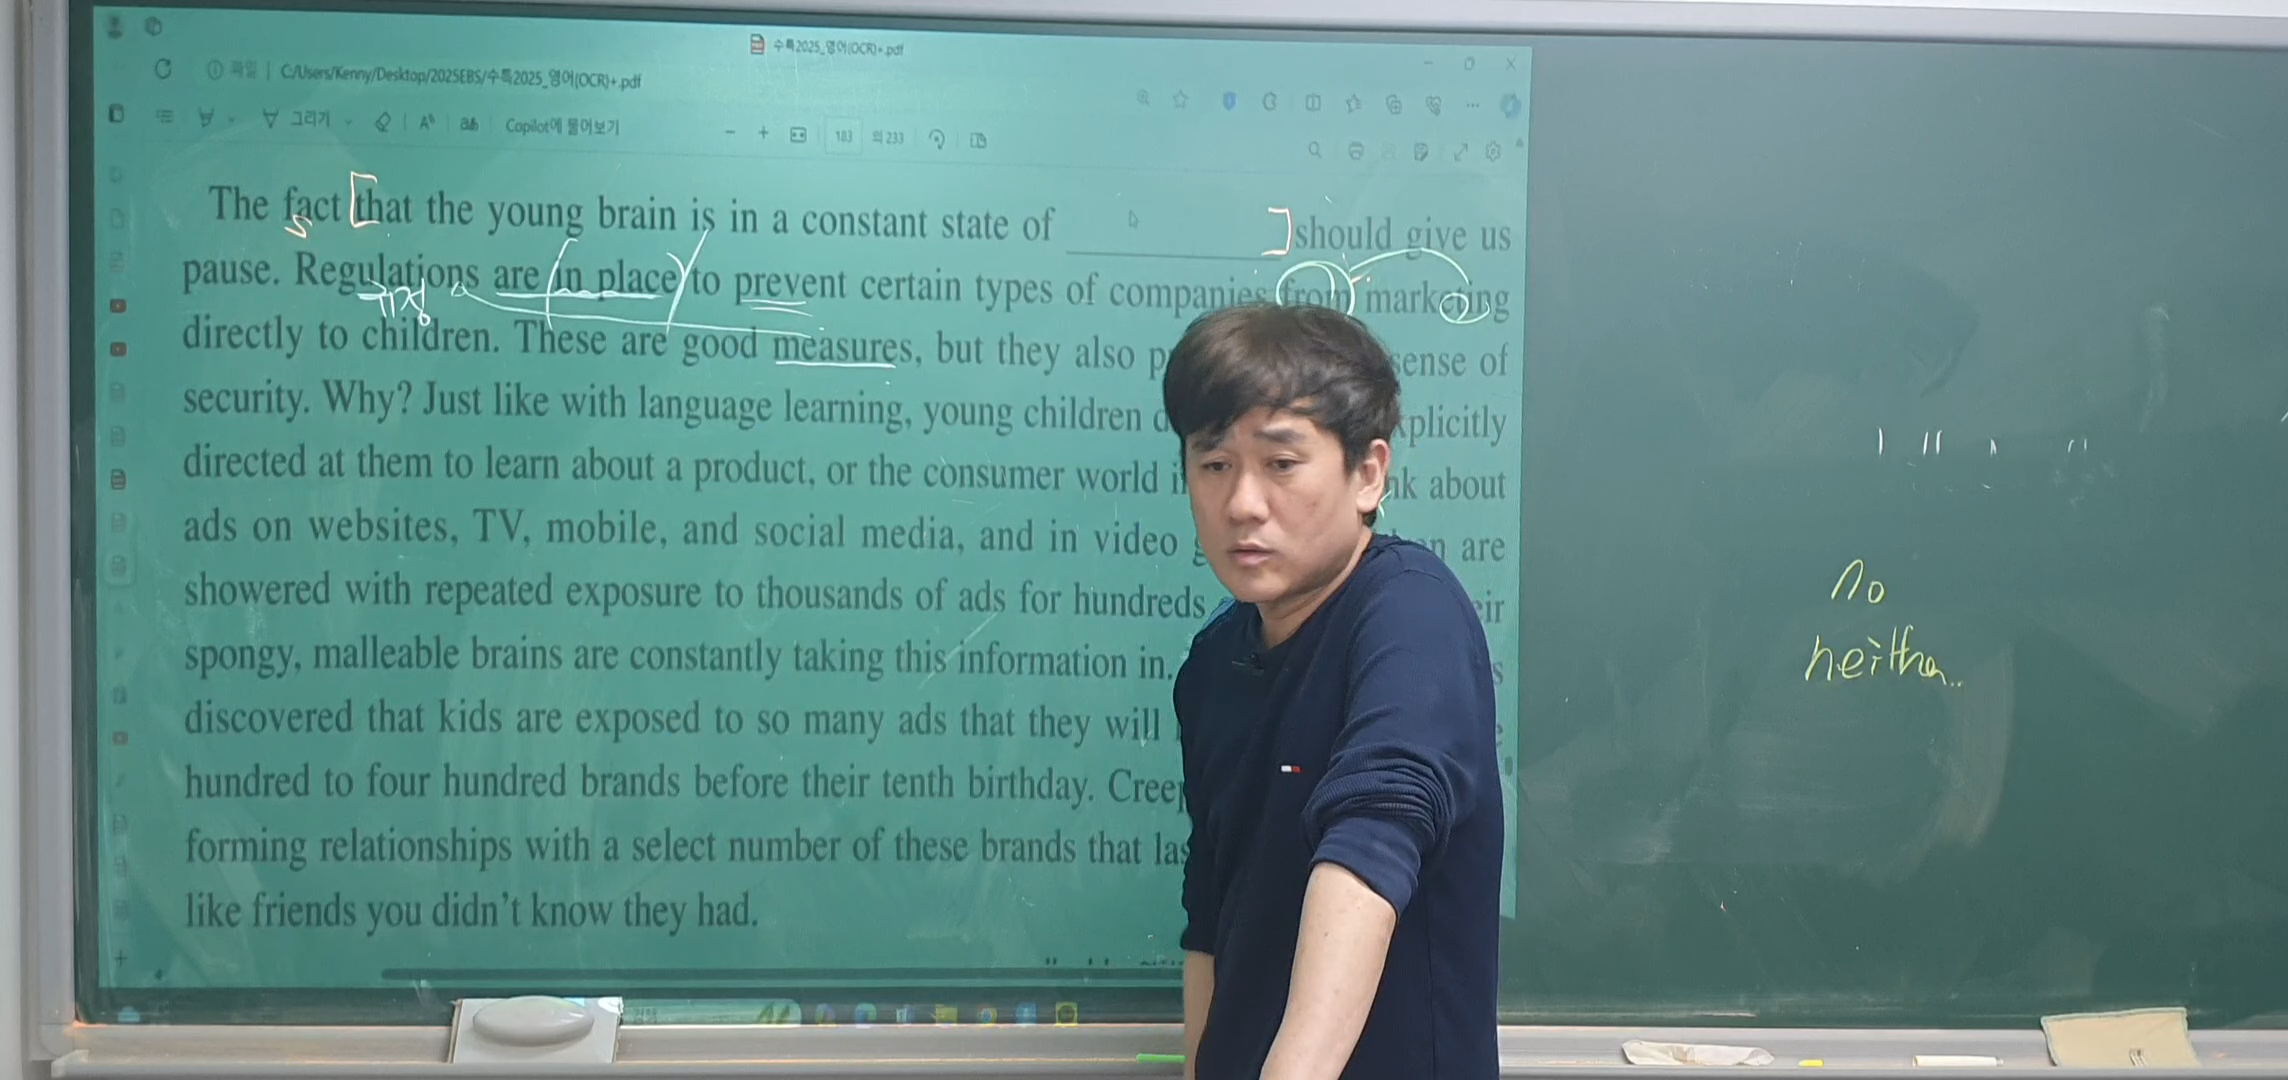 수특2025_영어(OCR)+.pdf
파일 | C:/Users/Kenny/Desktop/2025EBS/수특2025_영어(OCR)+.pdf
그리기 Copilot에 물어보기 183 의 233
The fact [that the young brain is in a constant state of ] should give us
S
pause. Regulations are (in place) to prevent certain types of companies from marketing
규정
directly to children. These are good measures, but they also sense of
security. Why? Just like with language learning, young children
directed at them to learn about a product, or the consumer world about
ads on websites, TV, mobile, and social media, and in video are
showered with repeated exposure to thousands of ads for hundreds
spongy, malleable brains are constantly taking this information in.
discovered that kids are exposed to so many ads that they will
hundred to four hundred brands before their tenth birthday.
forming relationships with a select number of these brands that
like friends you didn't know they had.
no
neither..